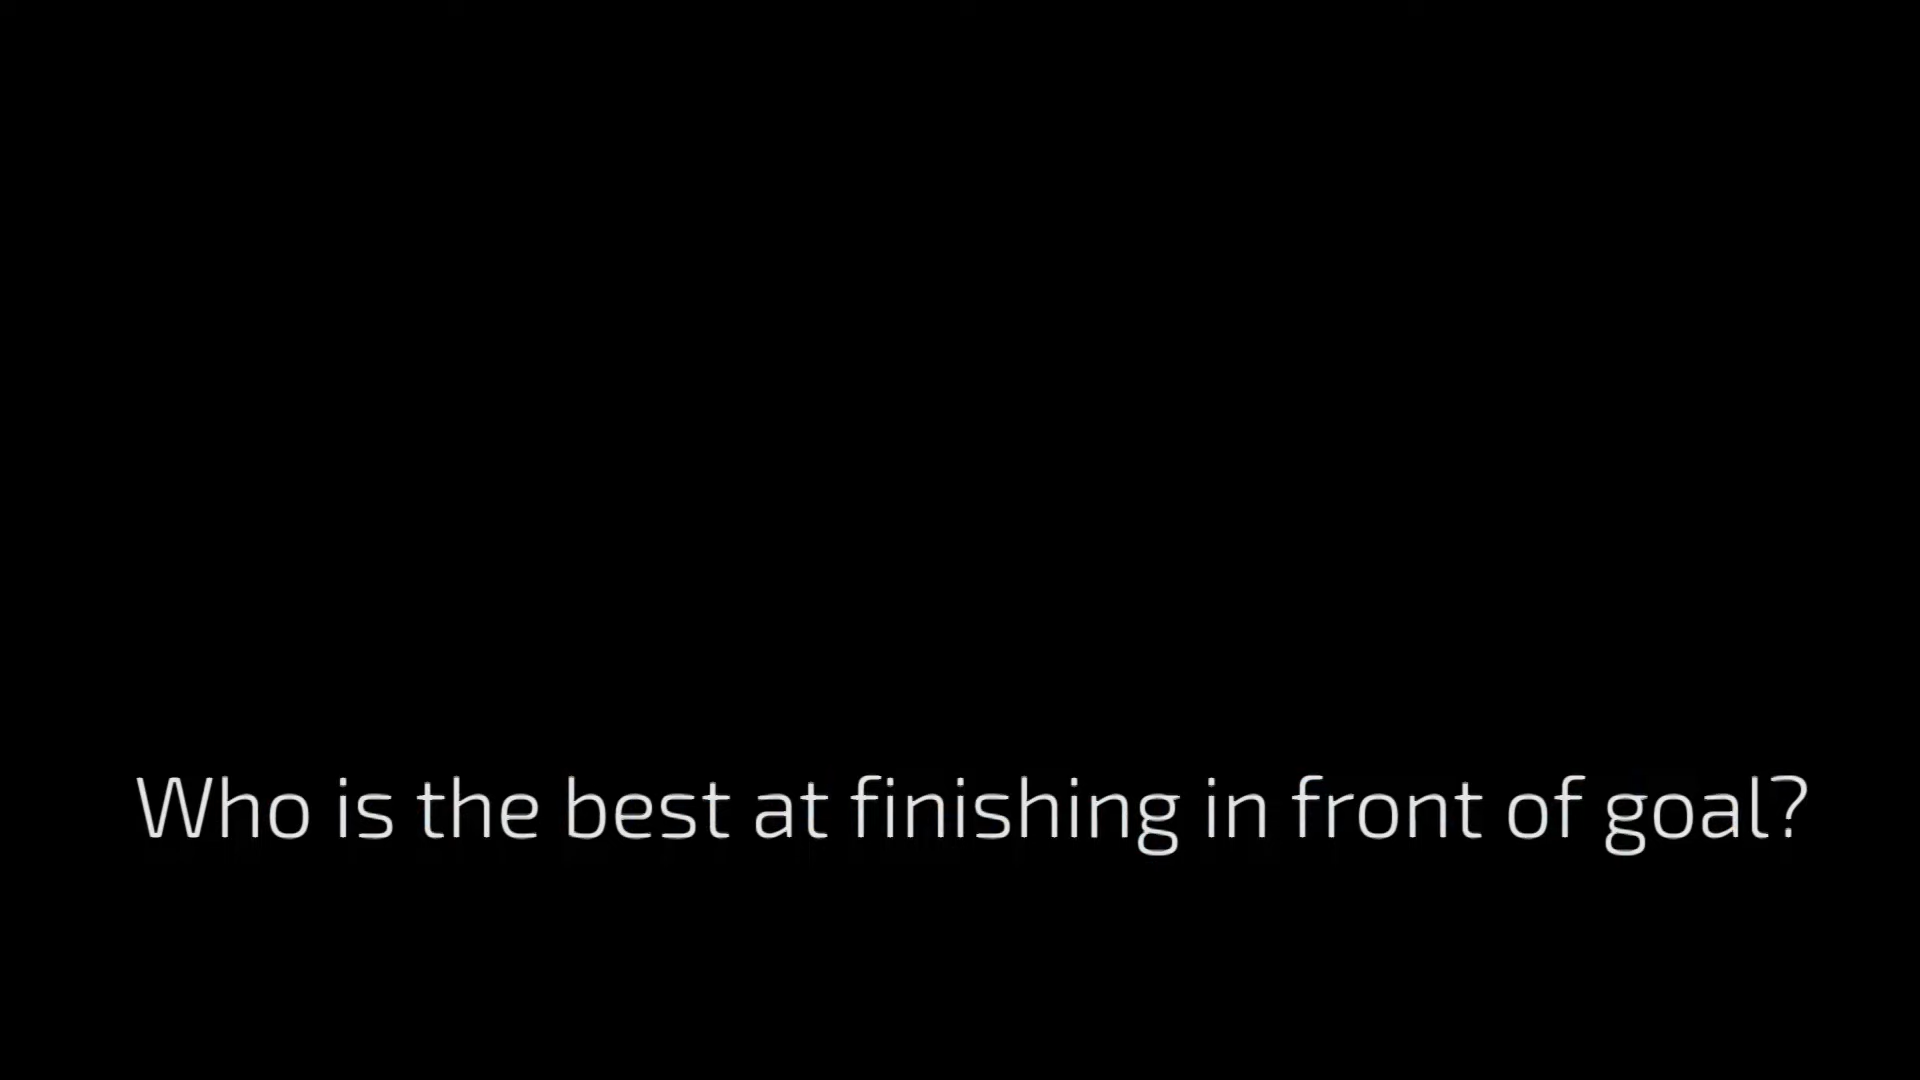 Who is the best at finishing in front of goal?